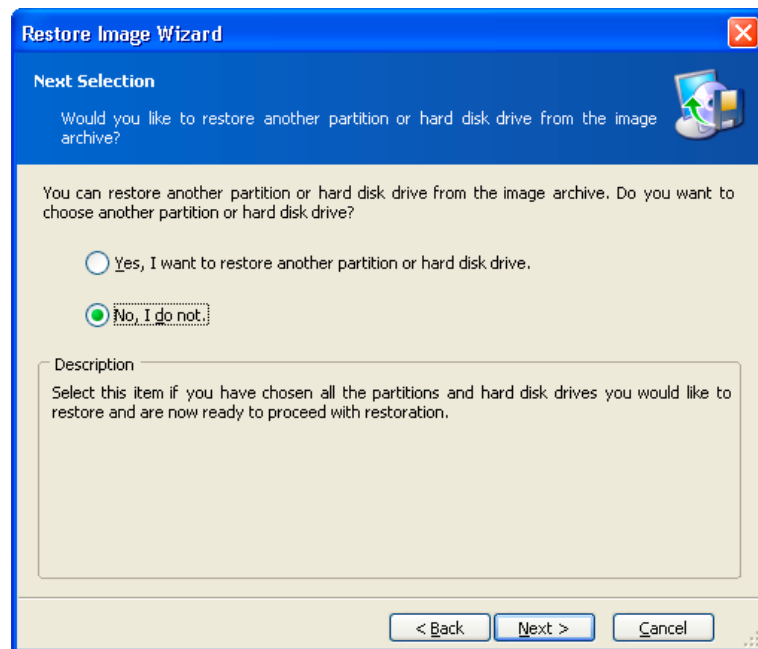 Restore Image Wizard
Next Selection
Would you like to restore another partition or hard disk drive from the image
archive?
You can restore another partition or hard disk drive from the image archive. Do you want to
choose another partition or hard disk drive?
Yes, I want to restore another partition or hard disk drive.
No, I do not.
Description
Select this item if you have chosen all the partitions and hard disk drives you would like to
restore and are now ready to proceed with restoration.
< Back Next > Cancel